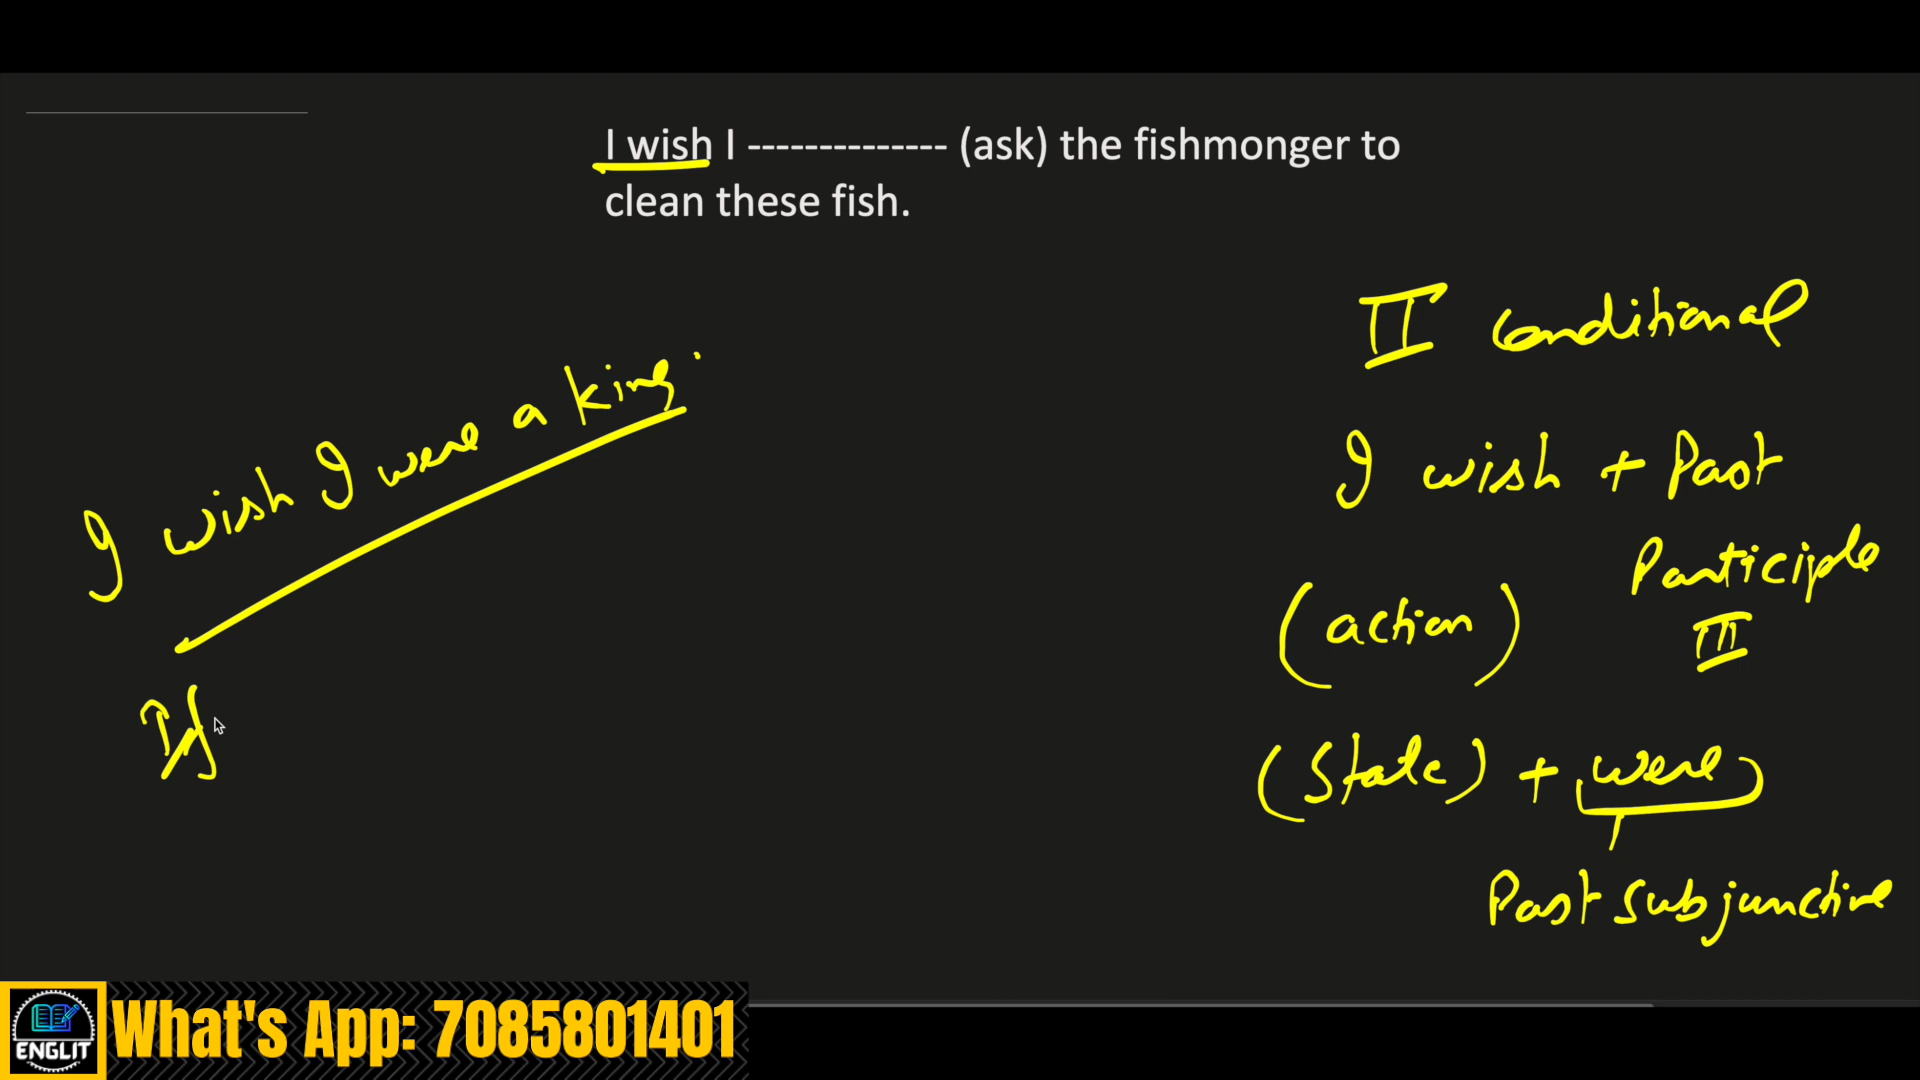 I wish I -------------- (ask) the fishmonger to
clean these fish.
II conditional
I wish I were a king.
I wish + Past
Participle
III
(action)
If
(State) + were
Past subjunctive
ENGLIT
What's App: 7085801401